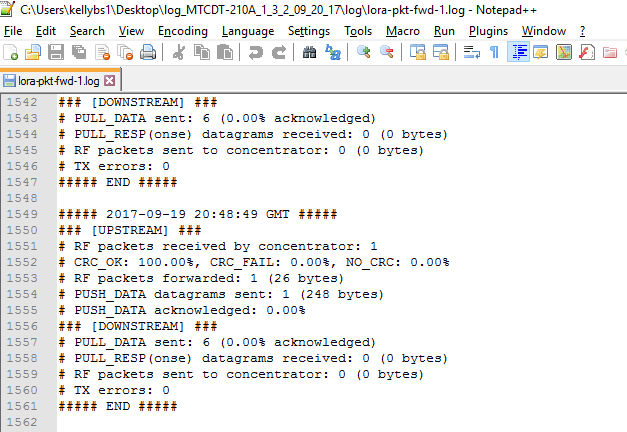 C:\Users\kellybs1\Desktop\log_MTCDT-210A_1_3_2_09_20_17\log\lora-pkt-fwd-1.log - Notepad++
File Edit Search View Encoding Language Settings Tools Macro Run Plugins Window ?
lora-pkt-fwd-1.log
1542 ### [DOWNSTREAM] ###
1543 # PULL_DATA sent: 6 (0.00% acknowledged)
1544 # PULL_RESP(onse) datagrams received: 0 (0 bytes)
1545 # RF packets sent to concentrator: 0 (0 bytes)
1546 # TX errors: 0
1547 ##### END #####
1548
1549 ##### 2017-09-19 20:48:49 GMT #####
1550 ### [UPSTREAM] ###
1551 # RF packets received by concentrator: 1
1552 # CRC_OK: 100.00%, CRC_FAIL: 0.00%, NO_CRC: 0.00%
1553 # RF packets forwarded: 1 (26 bytes)
1554 # PUSH_DATA datagrams sent: 1 (248 bytes)
1555 # PUSH_DATA acknowledged: 0.00%
1556 ### [DOWNSTREAM] ###
1557 # PULL_DATA sent: 6 (0.00% acknowledged)
1558 # PULL_RESP(onse) datagrams received: 0 (0 bytes)
1559 # RF packets sent to concentrator: 0 (0 bytes)
1560 # TX errors: 0
1561 ##### END #####
1562